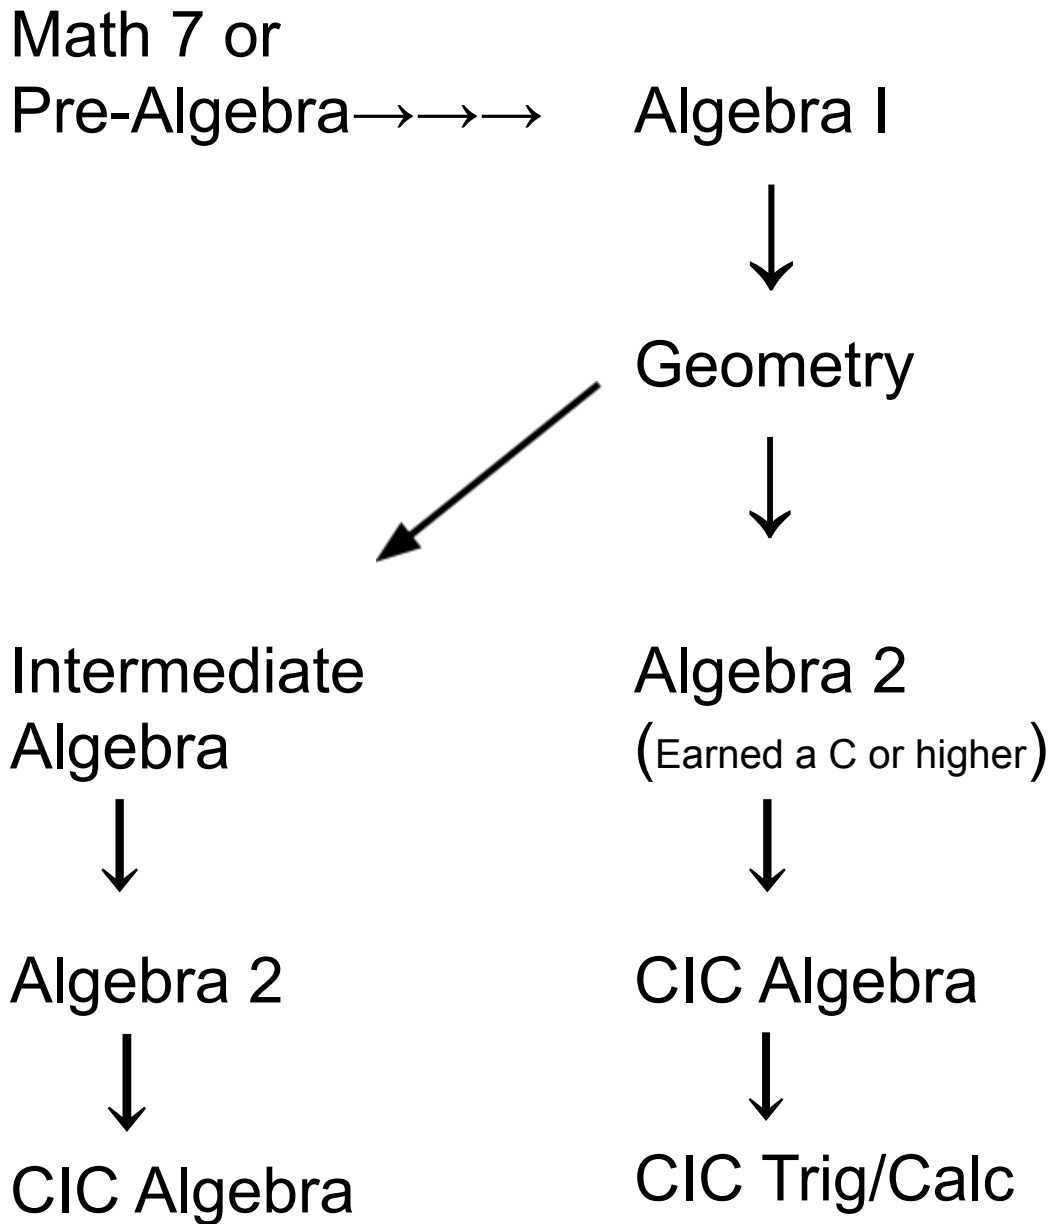 Math 7 or
Pre-Algebra→→→ Algebra I
↓
Geometry
↓
Intermediate
Algebra
Algebra 2
(Earned a C or higher)
↓ ↓
Algebra 2 CIC Algebra
↓ ↓
CIC Algebra CIC Trig/Calc